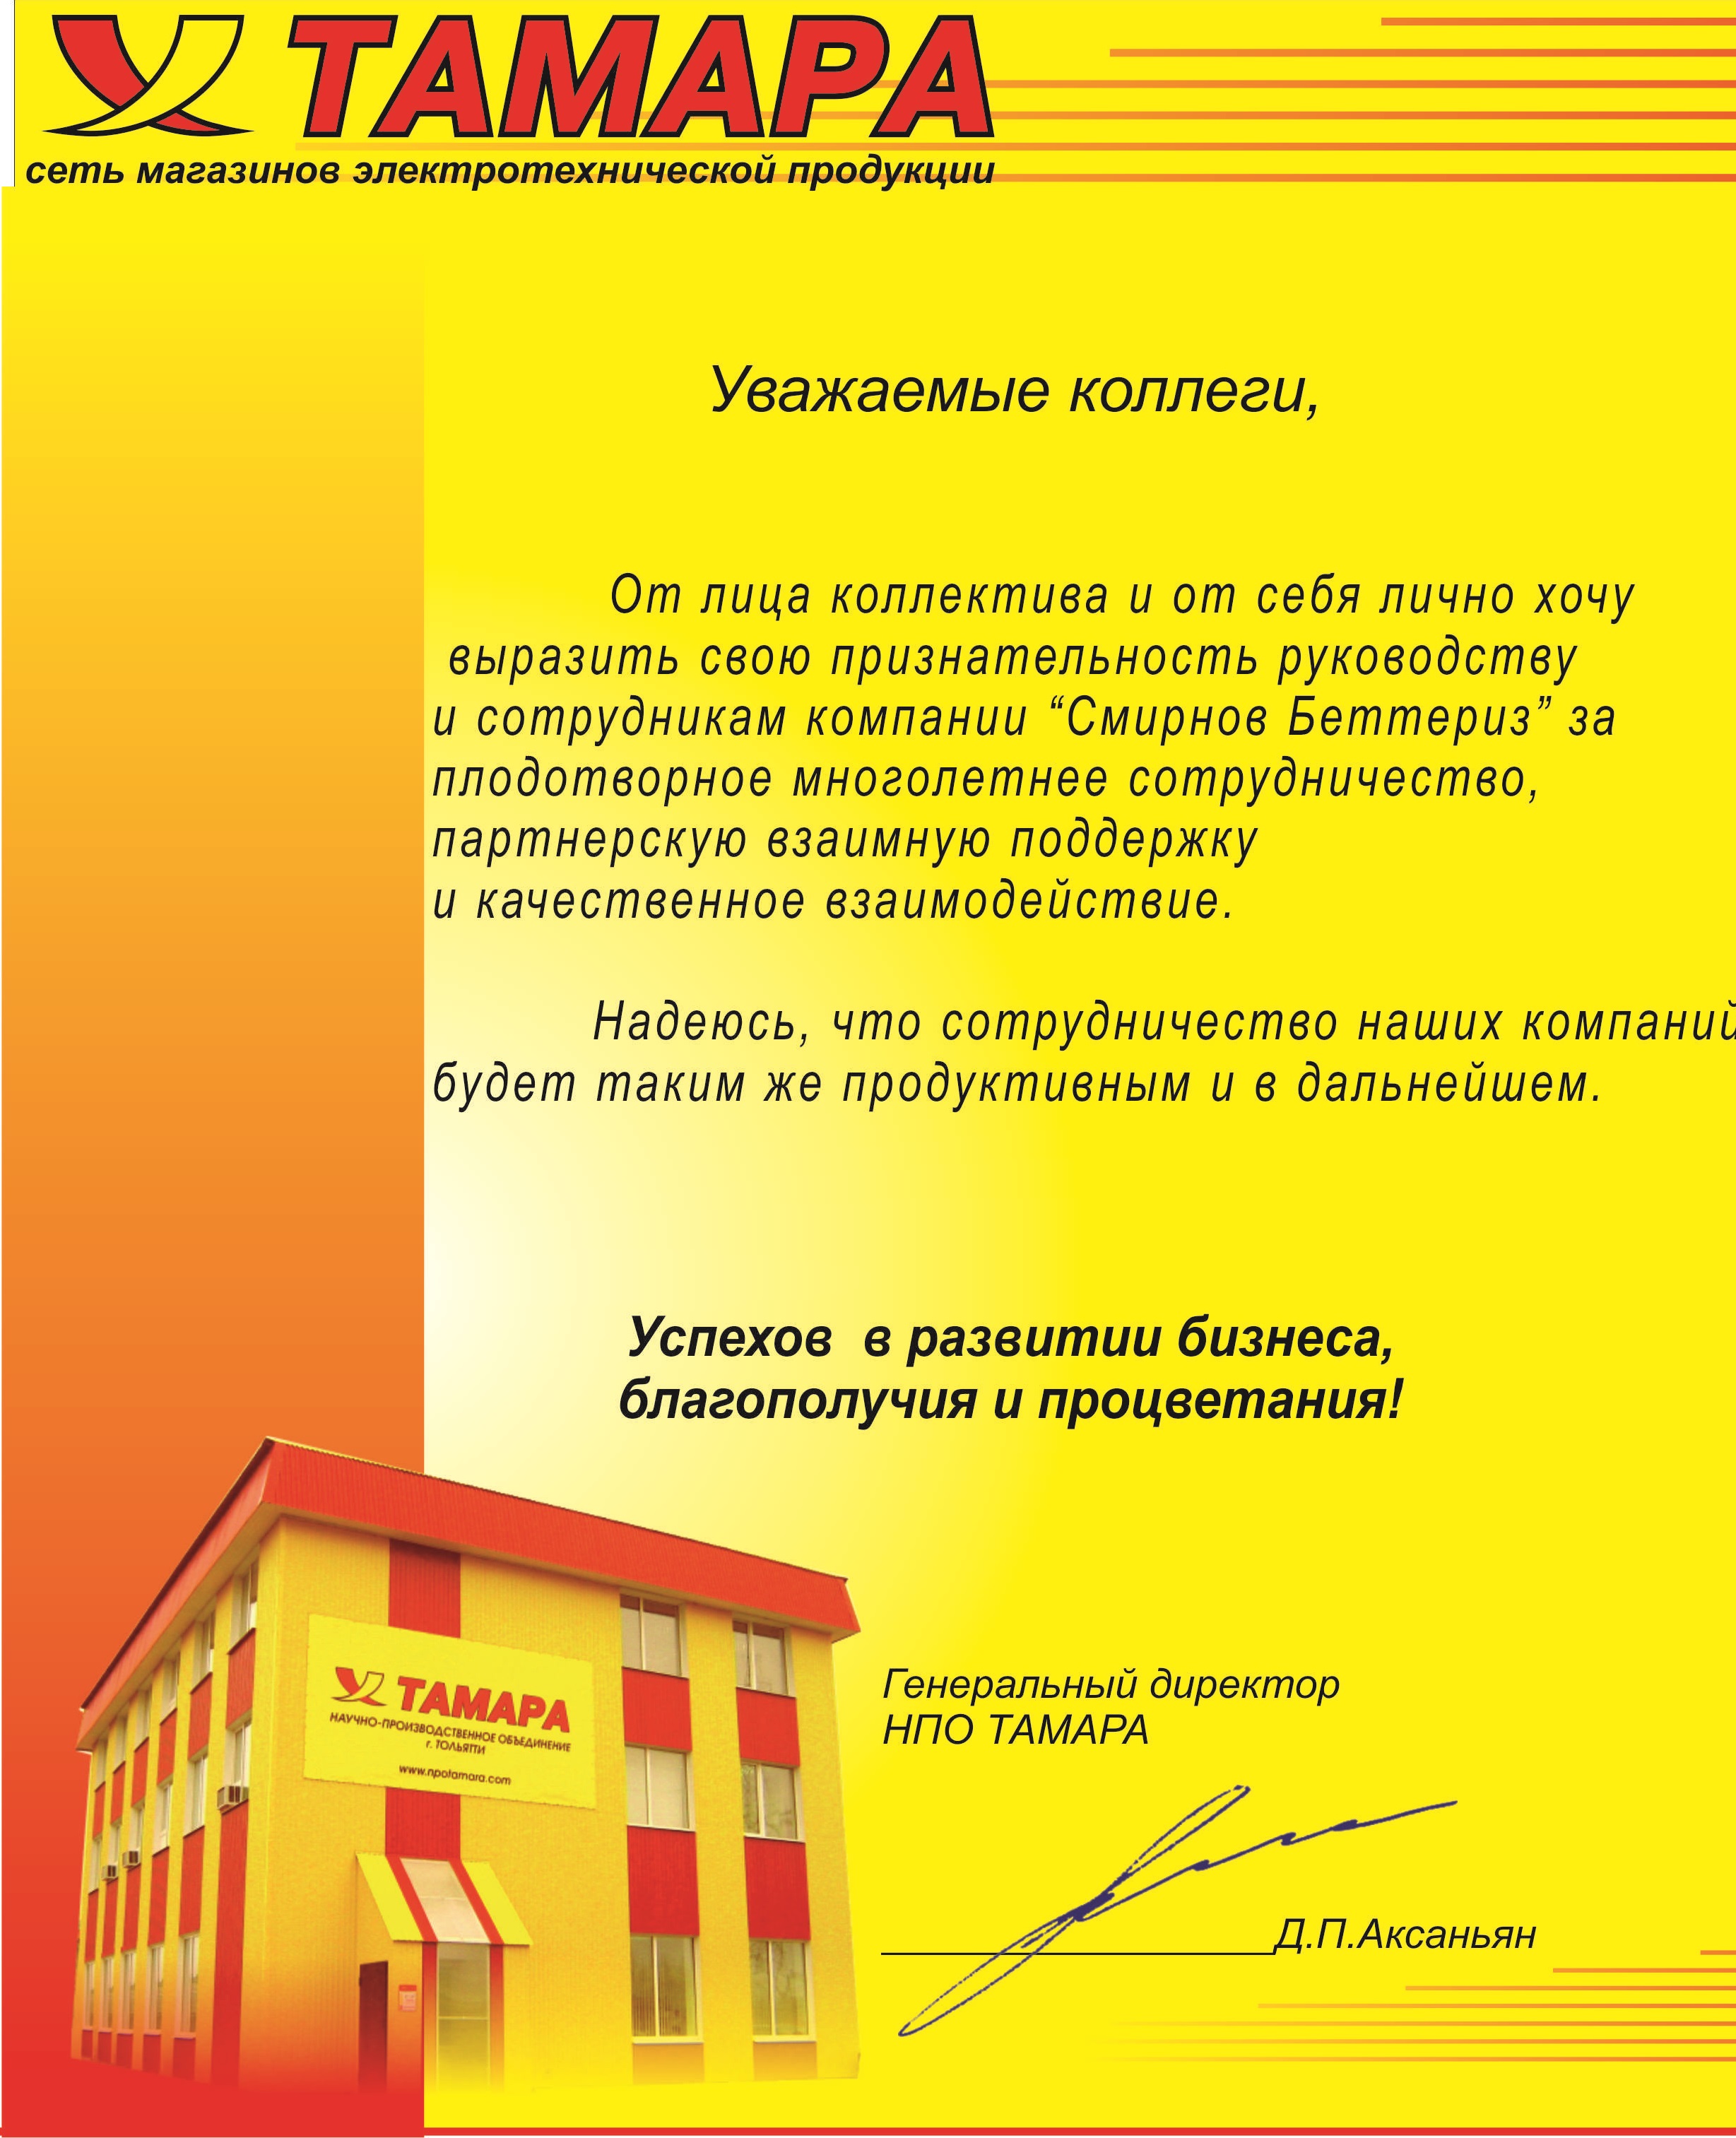 ТАМАРА
сеть магазинов электротехнической продукции
Уважаемые коллеги,
От лица коллектива и от себя лично хочу
выразить свою признательность руководству
и сотрудникам компании “Смирнов Беттериз” за
плодотворное многолетнее сотрудничество,
партнерскую взаимную поддержку
и качественное взаимодействие.
Надеюсь, что сотрудничество наших компаний
будет таким же продуктивным и в дальнейшем.
Успехов в развитии бизнеса,
благополучия и процветания!
ТАМАРА
НАУЧНО-ПРОИЗВОДСТВЕННОЕ ОБЪЕДИНЕНИЕ
г. ТОЛЬЯТТИ
www.npotamara.com
Генеральный директор
НПО ТАМАРА
Д.П.Аксаньян